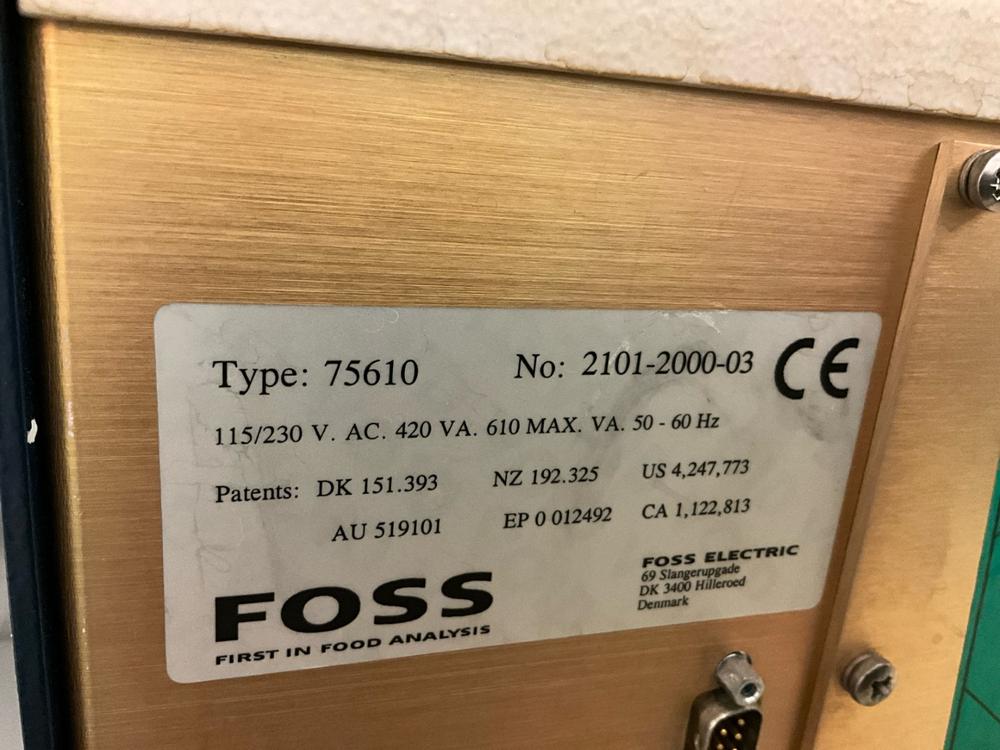 Type: 75610 No: 2101-2000-03 CE
115/230 V. AC. 420 VA. 610 MAX. VA. 50 - 60 Hz
Patents: DK 151.393 NZ 192.325 US 4,247,773
AU 519101 EP 0 012492 CA 1,122,813
FOSS
FIRST IN FOOD ANALYSIS
FOSS ELECTRIC
69 Slangerupgade
DK 3400 Hilleroed
Denmark